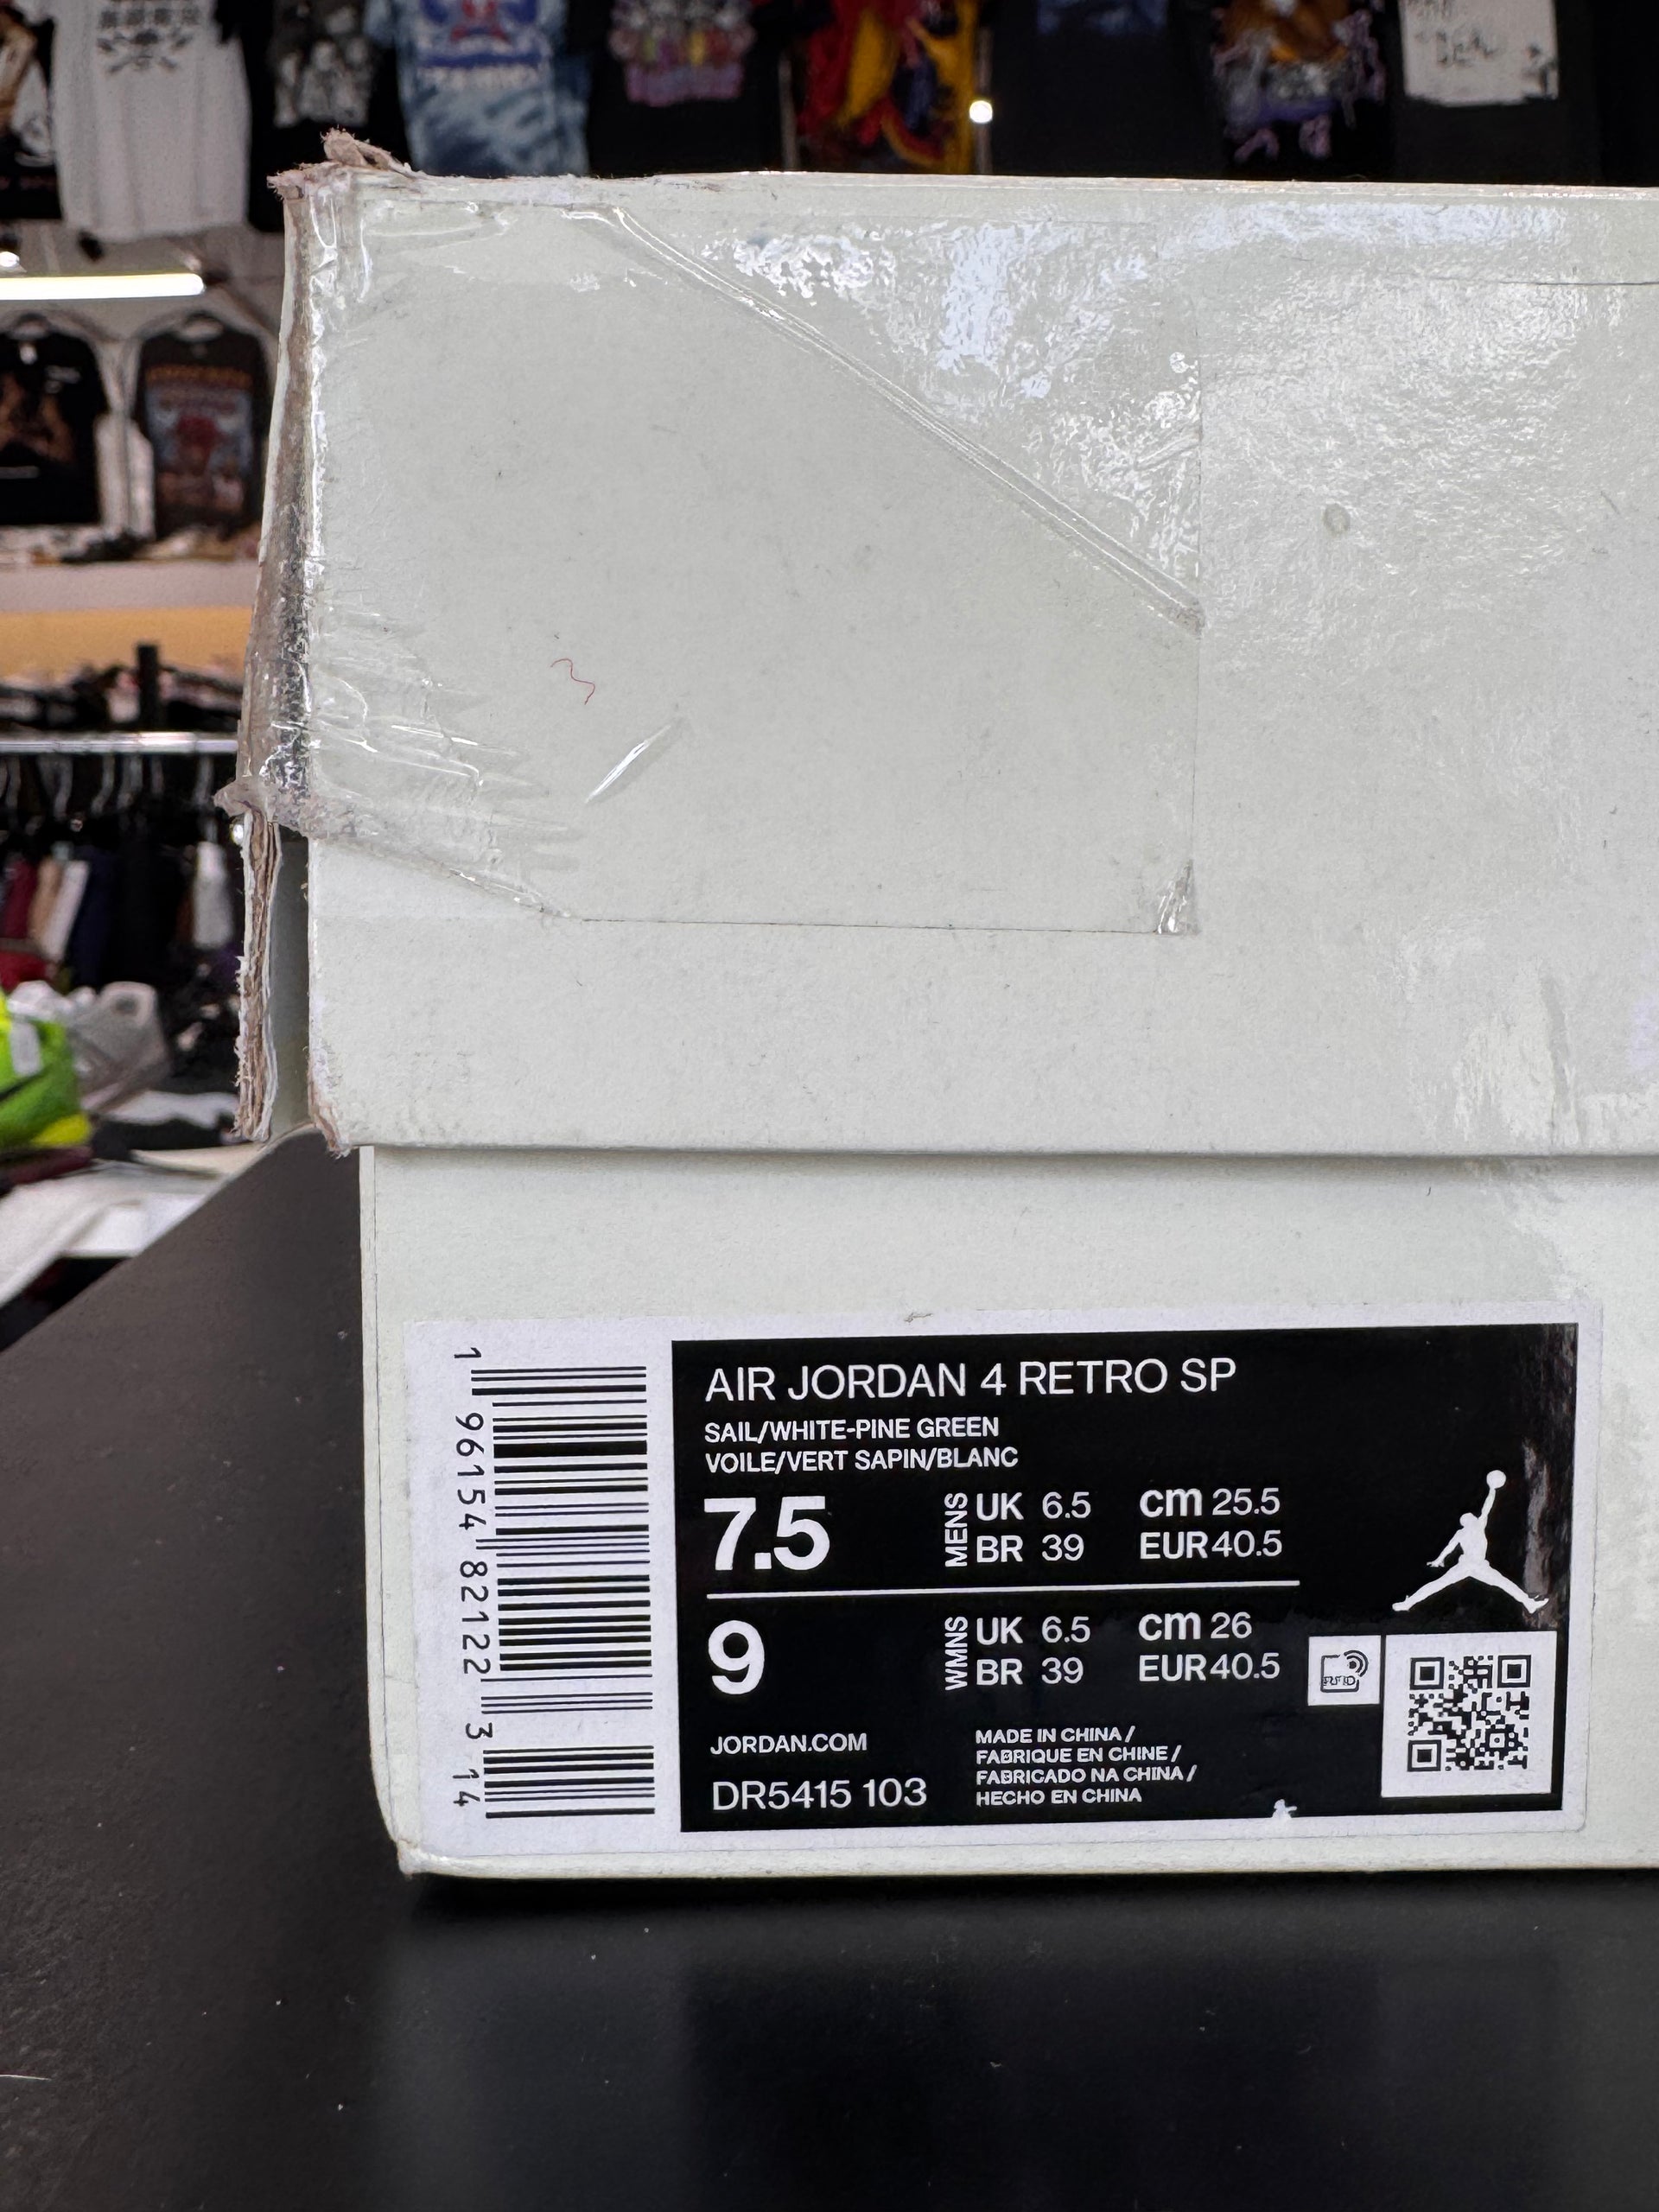 AIR JORDAN 4 RETRO SP
SAIL/WHITE-PINE GREEN
VOILE/VERT SAPIN/BLANC
7.5 MENS UK 6.5 cm 25.5
BR 39 EUR 40.5
9 WMNS UK 6.5 cm 26
BR 39 EUR 40.5
JORDAN.COM
DR5415 103
MADE IN CHINA /
FABRIQUE EN CHINE /
FABRICADO NA CHINA /
HECHO EN CHINA
RFID
1 96154 82122 3 14